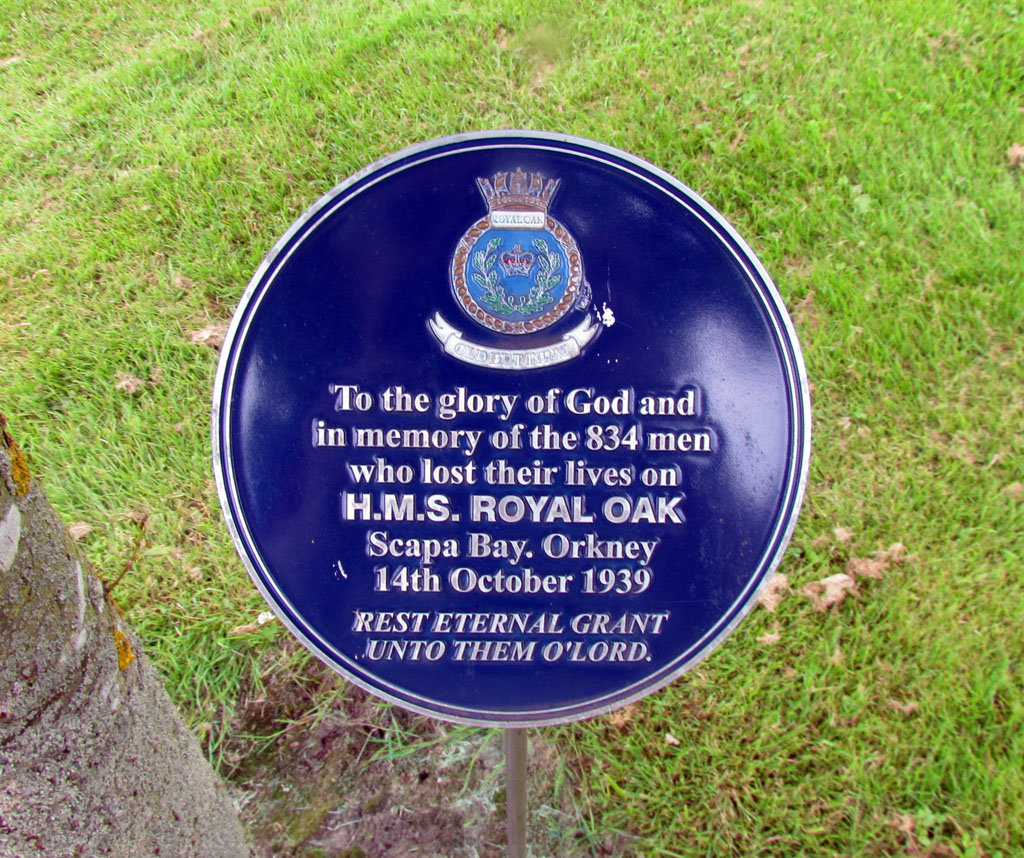 ROYAL OAK
To the glory of God and
in memory of the 834 men
who lost their lives on
H.M.S. ROYAL OAK
Scapa Bay. Orkney
14th October 1939
REST ETERNAL GRANT
UNTO THEM O'LORD.